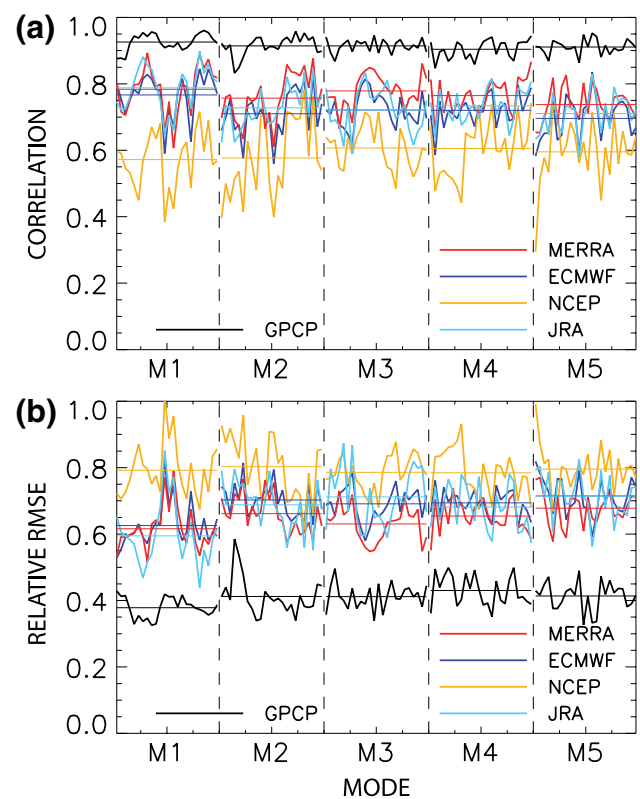 (a)
1.0
0.8
0.6
0.4
0.2
0.0
CORRELATION
MERRA
ECMWF
NCEP
JRA
GPCP
M1 M2 M3 M4 M5
(b)
1.0
0.8
0.6
0.4
0.2
0.0
RELATIVE RMSE
MERRA
ECMWF
NCEP
JRA
GPCP
M1 M2 M3 M4 M5
MODE